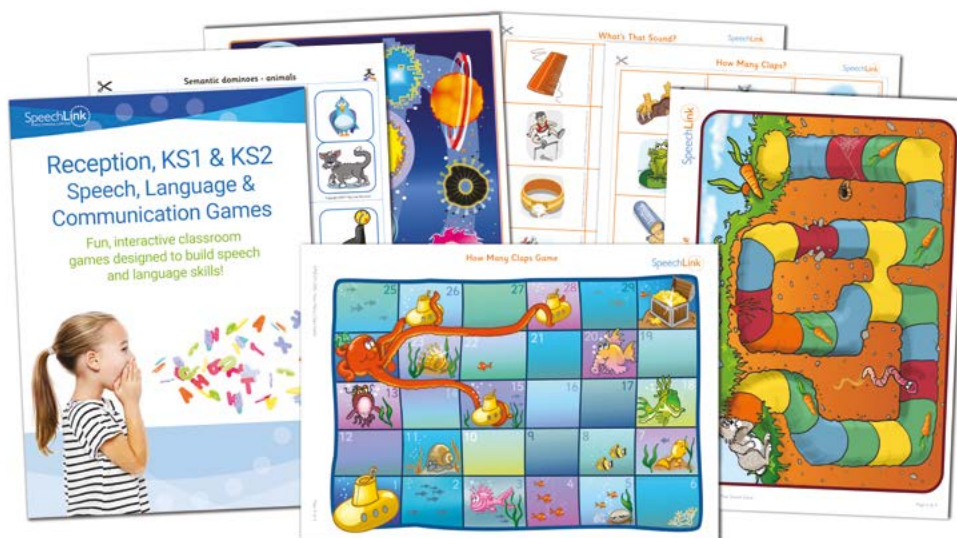 SpeechLink
Reception, KS1 & KS2
Speech, Language &
Communication Games
Fun, interactive classroom
games designed to build speech
and language skills!
Semantic dominoes - animals
What's That Sound?
SpeechLink
How Many Claps?
SpeechLink
SpeechLink
How Many Claps Game
SpeechLink
25
26
27
28
29
23
22
21
20
19
13
14
15
16
17
18
12
11
10
9
8
7
1
2
3
4
5
6